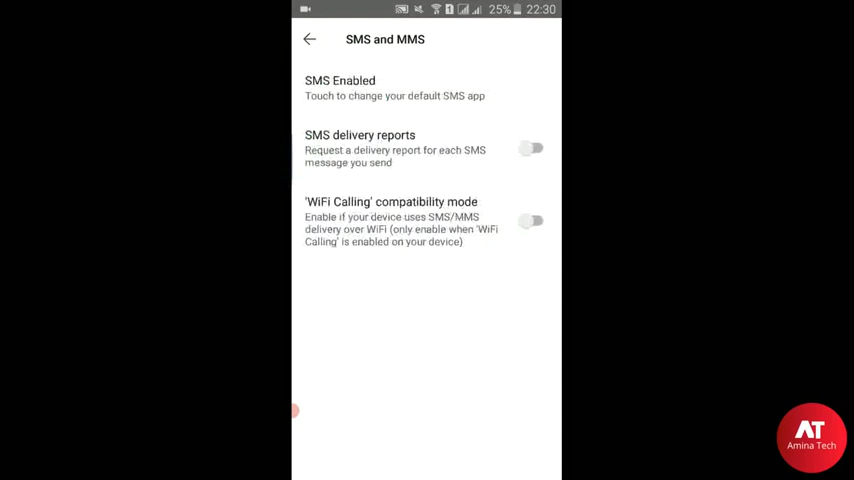 25% 22:30
SMS and MMS
SMS Enabled
Touch to change your default SMS app
SMS delivery reports
Request a delivery report for each SMS
message you send
'WiFi Calling' compatibility mode
Enable if your device uses SMS/MMS
delivery over WiFi (only enable when 'WiFi
Calling' is enabled on your device)
AT
Amina Tech